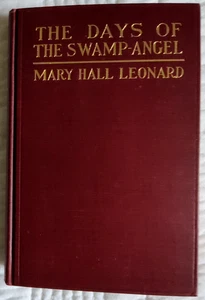 THE DAYS OF
THE SWAMP-ANGEL
MARY HALL LEONARD